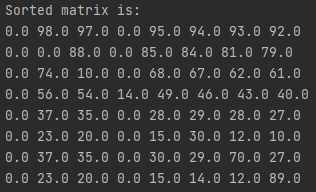 Sorted matrix is:
0.0 98.0 97.0 0.0 95.0 94.0 93.0 92.0
0.0 0.0 88.0 0.0 85.0 84.0 81.0 79.0
0.0 74.0 10.0 0.0 68.0 67.0 62.0 61.0
0.0 56.0 54.0 14.0 49.0 46.0 43.0 40.0
0.0 37.0 35.0 0.0 28.0 29.0 28.0 27.0
0.0 23.0 20.0 0.0 15.0 30.0 12.0 10.0
0.0 37.0 35.0 0.0 30.0 29.0 70.0 27.0
0.0 23.0 20.0 0.0 15.0 14.0 12.0 89.0